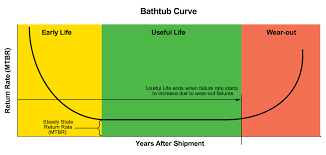 Bathtub Curve
Early Life
Useful Life
Wear-out
Return Rate (MTBR)
Useful Life ends when failure rate starts
to increase due to wear-out failures
Steady State
Return Rate
(MTBR)
Years After Shipment